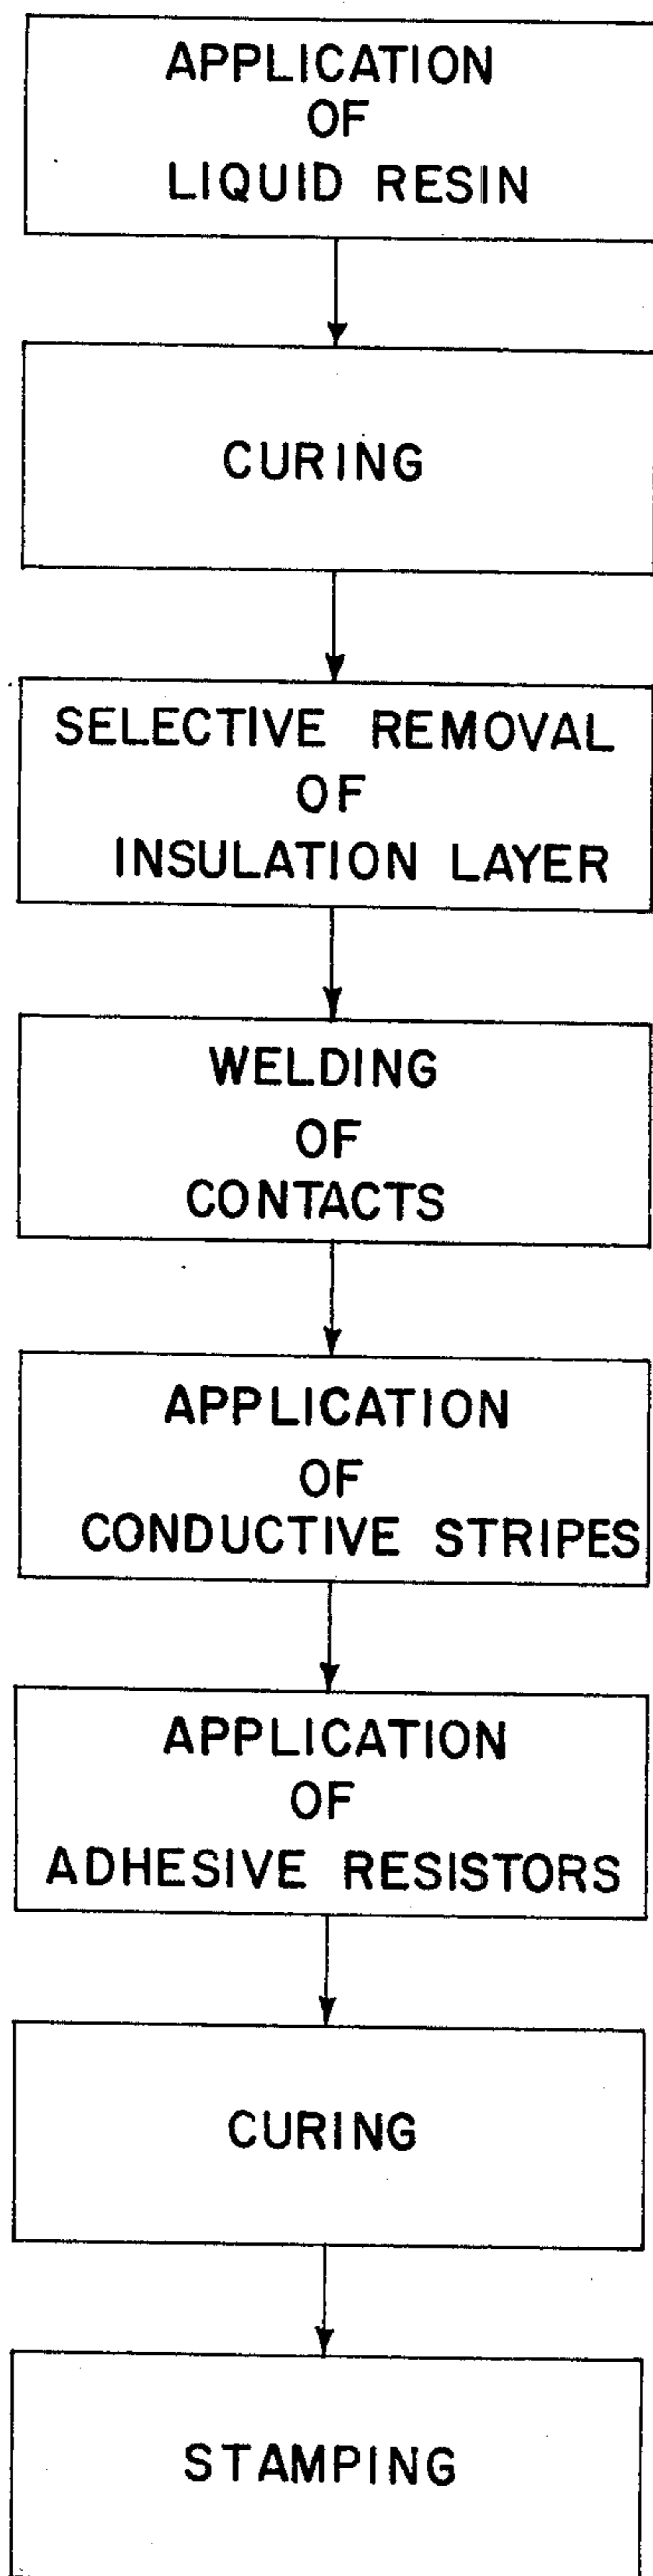 APPLICATION
OF
LIQUID RESIN
CURING
SELECTIVE REMOVAL
OF
INSULATION LAYER
WELDING
OF
CONTACTS
APPLICATION
OF
CONDUCTIVE STRIPES
APPLICATION
OF
ADHESIVE RESISTORS
CURING
STAMPING